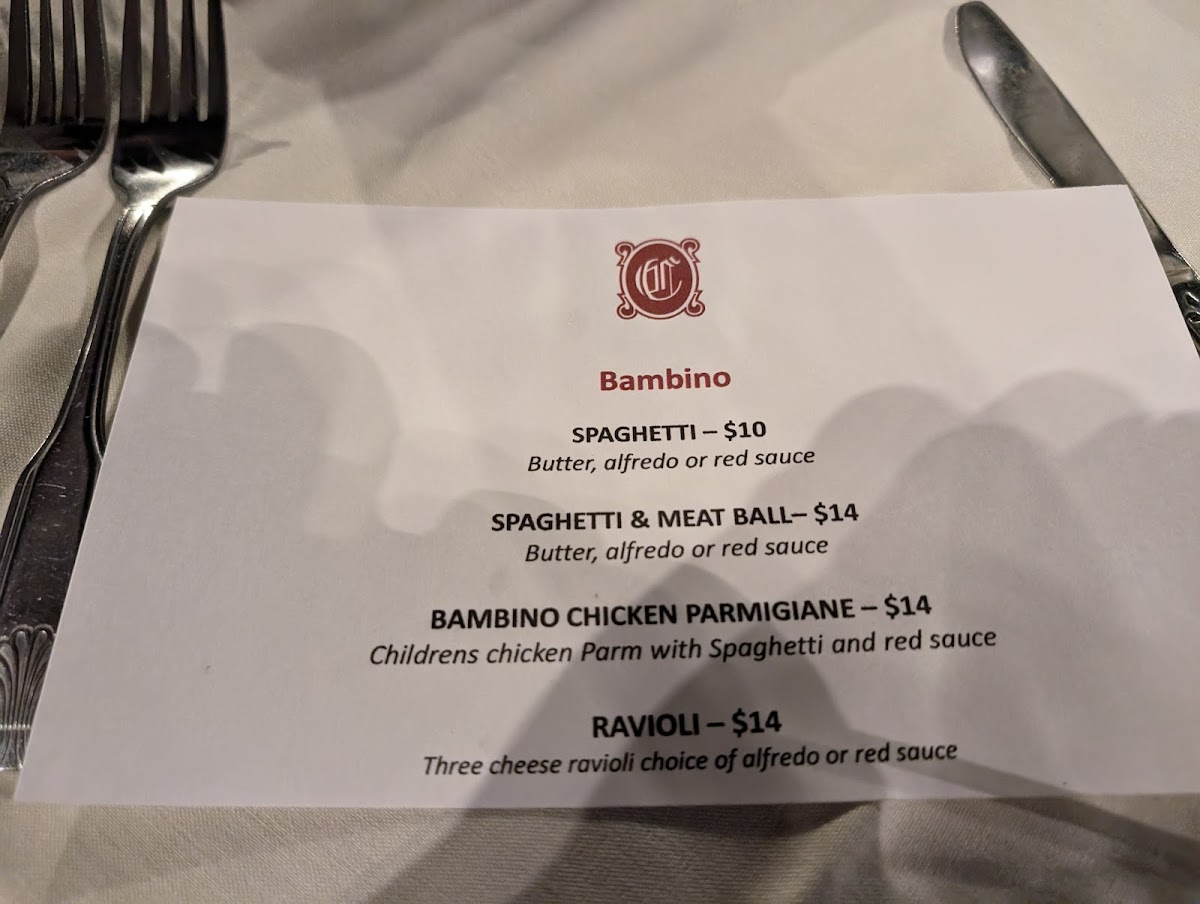 Bambino
SPAGHETTI – $10
Butter, alfredo or red sauce
SPAGHETTI & MEAT BALL– $14
Butter, alfredo or red sauce
BAMBINO CHICKEN PARMIGIANE – $14
Childrens chicken Parm with Spaghetti and red sauce
RAVIOLI – $14
Three cheese ravioli choice of alfredo or red sauce